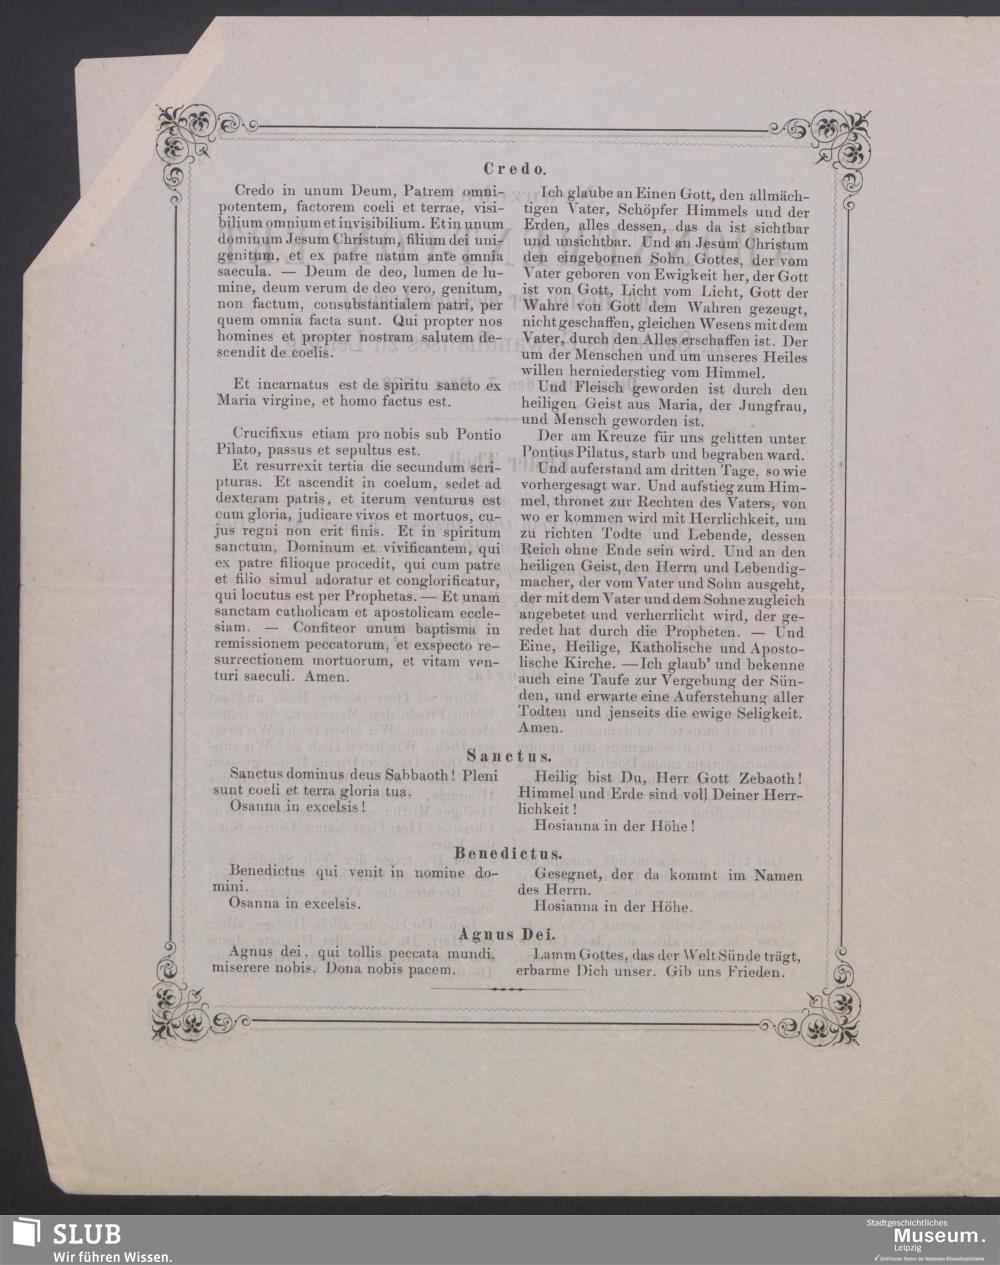 Credo.
Credo in unum Deum, Patrem omni-
potentem, factorem coeli et terrae, visi-
bilium omnium et invisibilium. Et in unum
dominum Jesum Christum, filium dei uni-
genitum, et ex patre natum ante omnia
saecula. — Deum de deo, lumen de lu-
mine, deum verum de deo vero, genitum,
non factum, consubstantialem patri, per
quem omnia facta sunt. Qui propter nos
homines et propter nostram salutem de-
scendit de coelis.
Et incarnatus est de spiritu sancto ex
Maria virgine, et homo factus est.
Crucifixus etiam pro nobis sub Pontio
Pilato, passus et sepultus est.
Et resurrexit tertia die secundum scri-
pturas. Et ascendit in coelum, sedet ad
dexteram patris, et iterum venturus est
cum gloria, judicare vivos et mortuos, cu-
jus regni non erit finis. Et in spiritum
sanctum, Dominum et vivificantem, qui
ex patre filioque procedit, qui cum patre
et filio simul adoratur et conglorificatur,
qui locutus est per Prophetas. — Et unam
sanctam catholicam et apostolicam eccle-
siam. — Confiteor unum baptisma in
remissionem peccatorum, et exspecto re-
surrectionem mortuorum, et vitam ven-
turi saeculi. Amen.
Ich glaube an Einen Gott, den allmäch-
tigen Vater, Schöpfer Himmels und der
Erden, alles dessen, das da ist sichtbar
und unsichtbar. Und an Jesum Christum
den eingebornen Sohn Gottes, der vom
Vater geboren von Ewigkeit her, der Gott
ist von Gott, Licht vom Licht, Gott der
Wahre von Gott dem Wahren gezeugt,
nicht geschaffen, gleichen Wesens mit dem
Vater, durch den Alles erschaffen ist. Der
um der Menschen und um unseres Heiles
willen herniederstieg vom Himmel.
Und Fleisch geworden ist durch den
heiligen Geist aus Maria, der Jungfrau,
und Mensch geworden ist.
Der am Kreuze für uns gelitten unter
Pontius Pilatus, starb und begraben ward.
Und auferstand am dritten Tage, so wie
vorhergesagt war. Und aufstieg zum Him-
mel, thronet zur Rechten des Vaters, von
wo er kommen wird mit Herrlichkeit, um
zu richten Todte und Lebende, dessen
Reich ohne Ende sein wird. Und an den
heiligen Geist, den Herrn und Lebendig-
macher, der vom Vater und Sohn ausgeht,
der mit dem Vater und dem Sohne zugleich
angebetet und verherrlicht wird, der ge-
redet hat durch die Propheten. — Und
Eine, Heilige, Katholische und Aposto-
lische Kirche. — Ich glaub' und bekenne
auch eine Taufe zur Vergebung der Sün-
den, und erwarte eine Auferstehung aller
Todten und jenseits die ewige Seligkeit.
Amen.
Sanctus.
Sanctus dominus deus Sabbaoth! Pleni
sunt coeli et terra gloria tua.
Osanna in excelsis!
Heilig bist Du, Herr Gott Zebaoth!
Himmel und Erde sind voll Deiner Herr-
lichkeit!
Hosianna in der Höhe!
Benedictus.
Benedictus qui venit in nomine do-
mini.
Osanna in excelsis.
Gesegnet, der da kommt im Namen
des Herrn.
Hosianna in der Höhe.
Agnus Dei.
Agnus dei, qui tollis peccata mundi,
miserere nobis. Dona nobis pacem.
Lamm Gottes, das der Welt Sünde trägt,
erbarme Dich unser. Gib uns Frieden.
SLUB
Wir führen Wissen.
Stadtgeschichtliches
Museum.
Leipzig
Zertifizierter Partner der Nationalen Klimaschutzinitiative